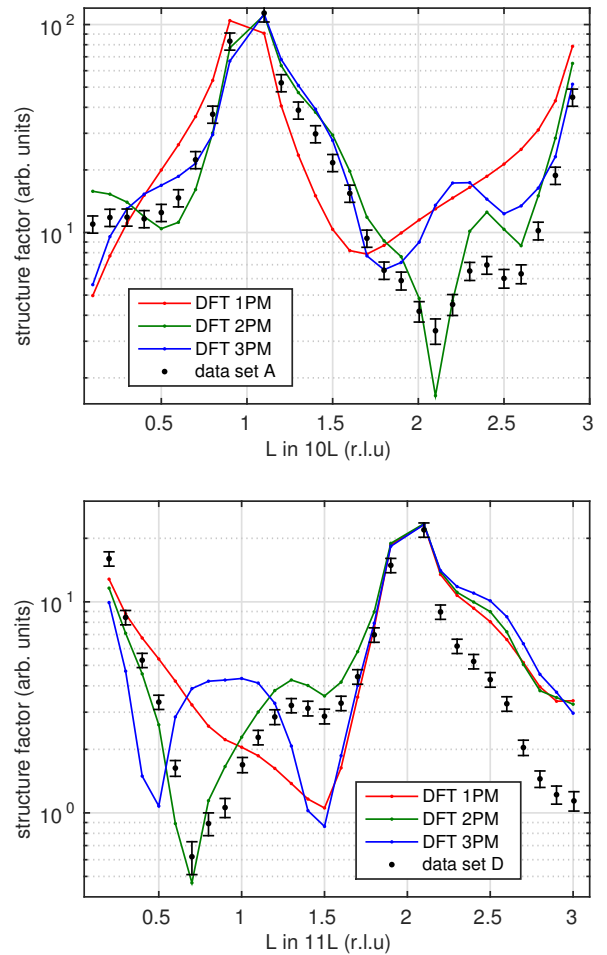 structure factor (arb. units)
10²
10¹
DFT 1PM
DFT 2PM
DFT 3PM
data set A
0.5 1 1.5 2 2.5 3
L in 10L (r.l.u)
structure factor (arb. units)
10¹
10⁰
DFT 1PM
DFT 2PM
DFT 3PM
data set D
0.5 1 1.5 2 2.5 3
L in 11L (r.l.u)